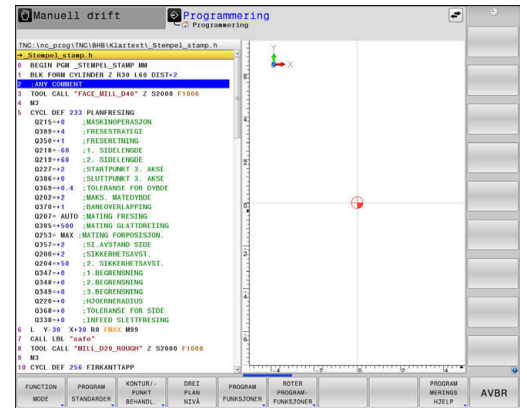 Manuell drift
Programmering
Programmering
TNC:\nc_prog\TNC\BHB\Klartext\_Stempel_stamp.h
→_Stempel_stamp.h
0 BEGIN PGM _STEMPEL_STAMP MM
1 BLK FORM CYLINDER Z R30 L60 DIST+2
2 ;ANY COMMENT
3 TOOL CALL "FACE_MILL_D40" Z S2000 F1000
4 M3
5 CYCL DEF 233 PLANFRESING
Q215=+0 ;MASKINOPERASJON
Q389=+4 ;FRESESTRATEGI
Q350=+1 ;FRESERETNING
Q218=-60 ;1. SIDELENGDE
Q219=+60 ;2. SIDELENGDE
Q227=+2 ;STARTPUNKT 3. AKSE
Q386=+0 ;SLUTTPUNKT 3. AKSE
Q369=+0.4 ;TOLERANSE FOR DYBDE
Q202=+2 ;MAKS. MATEDYBDE
Q370=+1 ;BANEOVERLAPPING
Q207= AUTO ;MATING FRESING
Q385=+500 ;MATING GLATTDREIING
Q253= MAX ;MATING FORPOSISJON.
Q357=+2 ;SI.AVSTAND SIDE
Q200=+2 ;SIKKERHETSAVST.
Q204=+50 ;2. SIKKERHETSAVST.
Q347=+0 ;1.BEGRENSNING
Q348=+0 ;2.BEGRENSNING
Q349=+0 ;3.BEGRENSNING
Q220=+0 ;HJOERNERADIUS
Q368=+0 ;TOLERANSE FOR SIDE
Q338=+0 ;INFEED SLETTFRESING
6 L Y-30 X+30 R0 FMAX M99
7 CALL LBL "safe"
8 TOOL CALL "MILL_D20_ROUGH" Z S2000 F1000
9 M3
10 CYCL DEF 256 FIRKANTTAPP
Y
X
FUNCTION MODE
PROGRAM STANDARDER
KONTUR/-PUNKT BEHANDL.
DREI PLAN NIVÅ
PROGRAM FUNKSJONER
ROTER PROGRAM-FUNKSJONER
PROGRAM MERINGS HJELP
AVBR